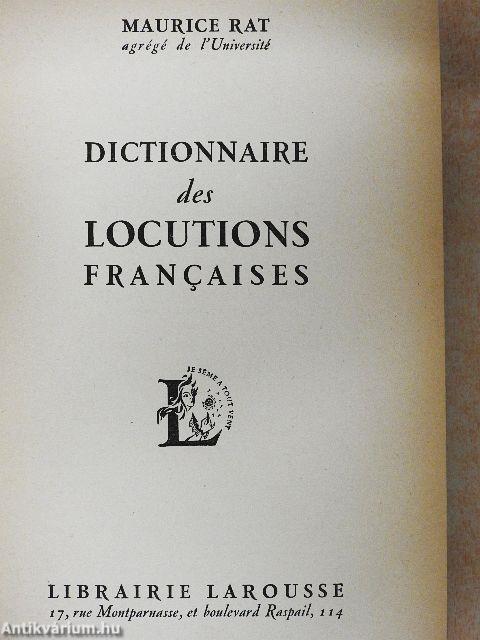 MAURICE RAT
agrégé de l'Université
DICTIONNAIRE
des
LOCUTIONS
FRANÇAISES
JE SÈME A TOUT VENT
L
LIBRAIRIE LAROUSSE
17, rue Montparnasse, et boulevard Raspail, 114
Antikvárium.hu